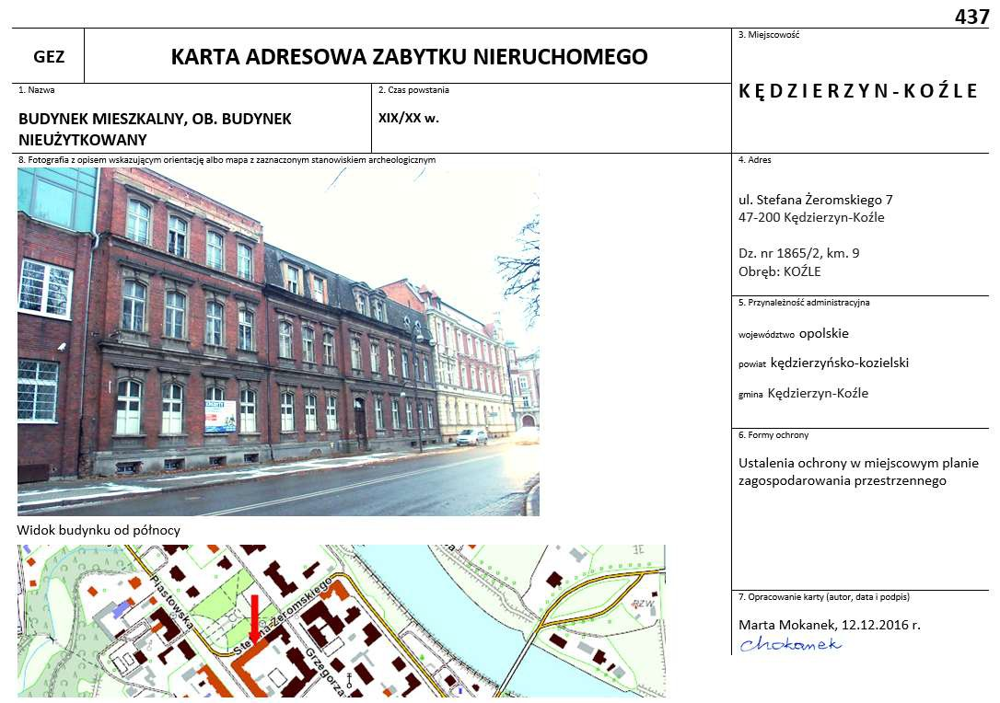 437
GEZ
KARTA ADRESOWA ZABYTKU NIERUCHOMEGO
3. Miejscowość
KĘDZIERZYN-KOŹLE
1. Nazwa
BUDYNEK MIESZKALNY, OB. BUDYNEK
NIEUŻYTKOWANY
2. Czas powstania
XIX/XX w.
8. Fotografia z opisem wskazującym orientację albo mapa z zaznaczonym stanowiskiem archeologicznym
4. Adres
ul. Stefana Żeromskiego 7
47-200 Kędzierzyn-Koźle
Dz. nr 1865/2, km. 9
Obręb: KOŹLE
5. Przynależność administracyjna
województwo opolskie
powiat kędzierzyńsko-kozielski
gmina Kędzierzyn-Koźle
6. Formy ochrony
Ustalenia ochrony w miejscowym planie
zagospodarowania przestrzennego
7. Opracowanie karty (autor, data i podpis)
Marta Mokanek, 12.12.2016 r.
Widok budynku od północy
Piastowska
Stefana Żeromskiego
Grzegorza
RZW